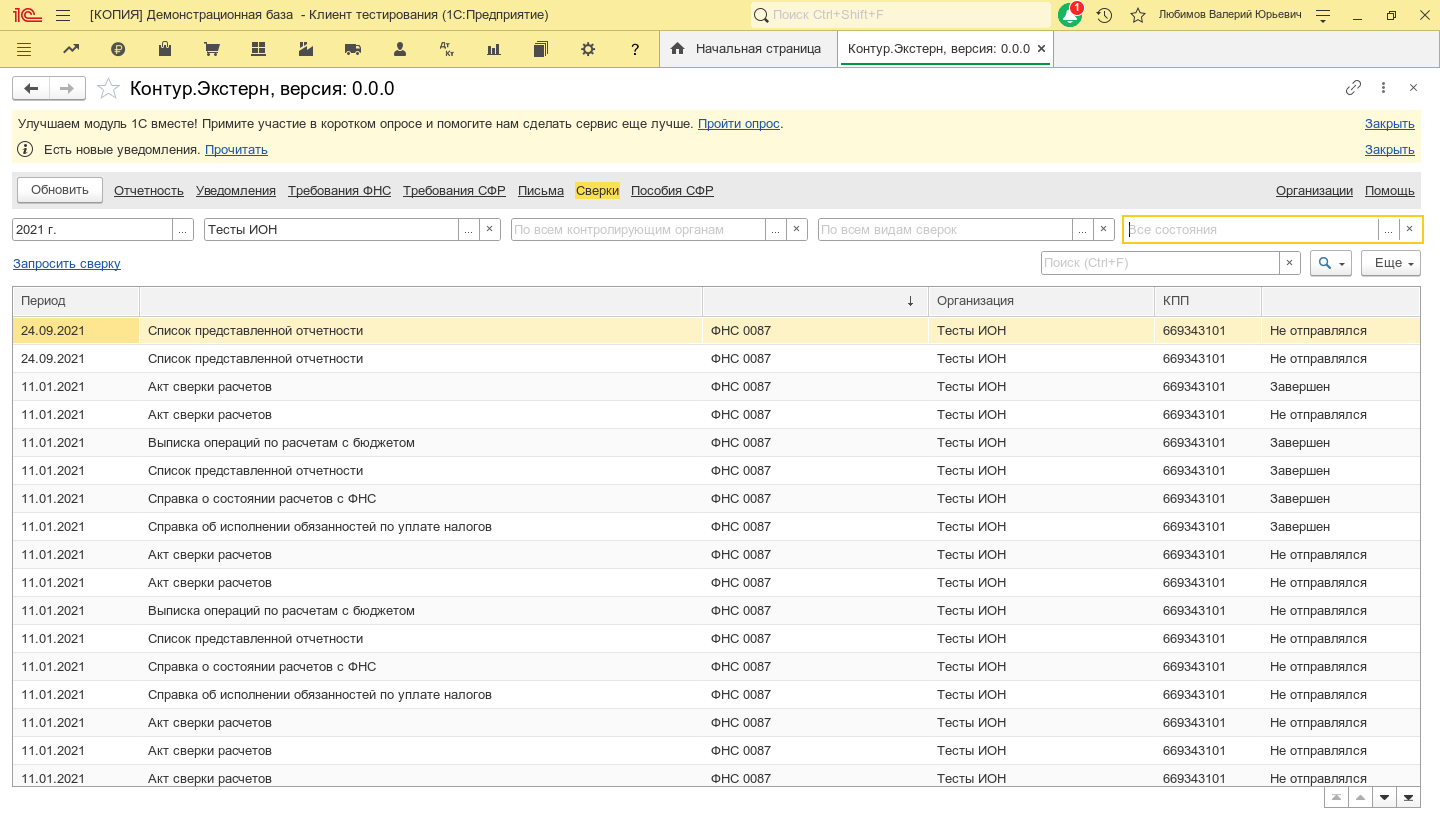 [КОПИЯ] Демонстрационная база - Клиент тестирования (1С:Предприятие) Поиск Ctrl+Shift+F 1 Любимов Валерий Юрьевич
Дт Кт ? Начальная страница Контур.Экстерн, версия: 0.0.0 ×
Контур.Экстерн, версия: 0.0.0
Улучшаем модуль 1С вместе! Примите участие в коротком опросе и помогите нам сделать сервис еще лучше. Пройти опрос. Закрыть
Есть новые уведомления. Прочитать Закрыть
Обновить Отчетность Уведомления Требования ФНС Требования СФР Письма Сверки Пособия СФР Организации Помощь
2021 г. ... Тесты ИОН ... × По всем контролирующим органам ... × По всем видам сверок ... × Все состояния ... ×
Запросить сверку Поиск (Ctrl+F) × Еще
Период ↓ Организация КПП
24.09.2021 Список представленной отчетности ФНС 0087 Тесты ИОН 669343101 Не отправлялся
24.09.2021 Список представленной отчетности ФНС 0087 Тесты ИОН 669343101 Не отправлялся
11.01.2021 Акт сверки расчетов ФНС 0087 Тесты ИОН 669343101 Завершен
11.01.2021 Акт сверки расчетов ФНС 0087 Тесты ИОН 669343101 Не отправлялся
11.01.2021 Выписка операций по расчетам с бюджетом ФНС 0087 Тесты ИОН 669343101 Завершен
11.01.2021 Список представленной отчетности ФНС 0087 Тесты ИОН 669343101 Завершен
11.01.2021 Справка о состоянии расчетов с ФНС ФНС 0087 Тесты ИОН 669343101 Завершен
11.01.2021 Справка об исполнении обязанностей по уплате налогов ФНС 0087 Тесты ИОН 669343101 Завершен
11.01.2021 Акт сверки расчетов ФНС 0087 Тесты ИОН 669343101 Не отправлялся
11.01.2021 Акт сверки расчетов ФНС 0087 Тесты ИОН 669343101 Не отправлялся
11.01.2021 Выписка операций по расчетам с бюджетом ФНС 0087 Тесты ИОН 669343101 Не отправлялся
11.01.2021 Список представленной отчетности ФНС 0087 Тесты ИОН 669343101 Не отправлялся
11.01.2021 Справка о состоянии расчетов с ФНС ФНС 0087 Тесты ИОН 669343101 Не отправлялся
11.01.2021 Справка об исполнении обязанностей по уплате налогов ФНС 0087 Тесты ИОН 669343101 Не отправлялся
11.01.2021 Акт сверки расчетов ФНС 0087 Тесты ИОН 669343101 Не отправлялся
11.01.2021 Акт сверки расчетов ФНС 0087 Тесты ИОН 669343101 Не отправлялся
11.01.2021 Акт сверки расчетов ФНС 0087 Тесты ИОН 669343101 Не отправлялся